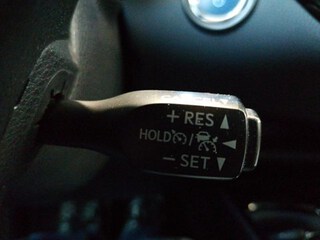 + RES ▲
HOLD / ◄
- SET ▼